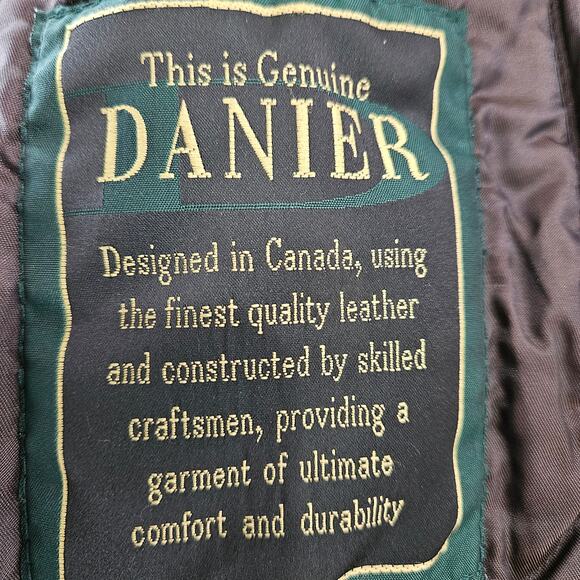 This is Genuine
DANIER
Designed in Canada, using
the finest quality leather
and constructed by skilled
craftsmen, providing a
garment of ultimate
comfort and durability